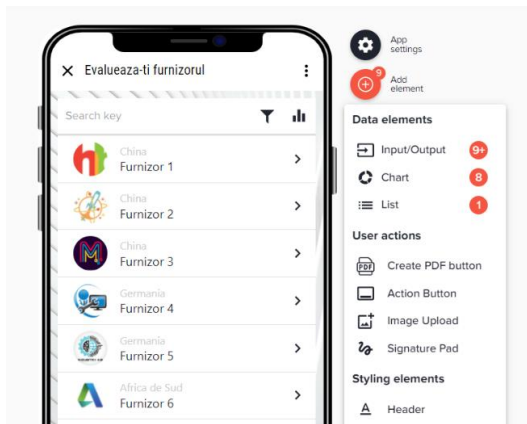 Evalueaza-ti furnizorul
Search key
China
Furnizor 1
China
Furnizor 2
China
Furnizor 3
Germania
Furnizor 4
Germania
Furnizor 5
Africa de Sud
Furnizor 6
App
settings
9
Add
element
Data elements
Input/Output 9+
Chart 8
List 1
User actions
PDF Create PDF button
Action Button
Image Upload
Signature Pad
Styling elements
A Header